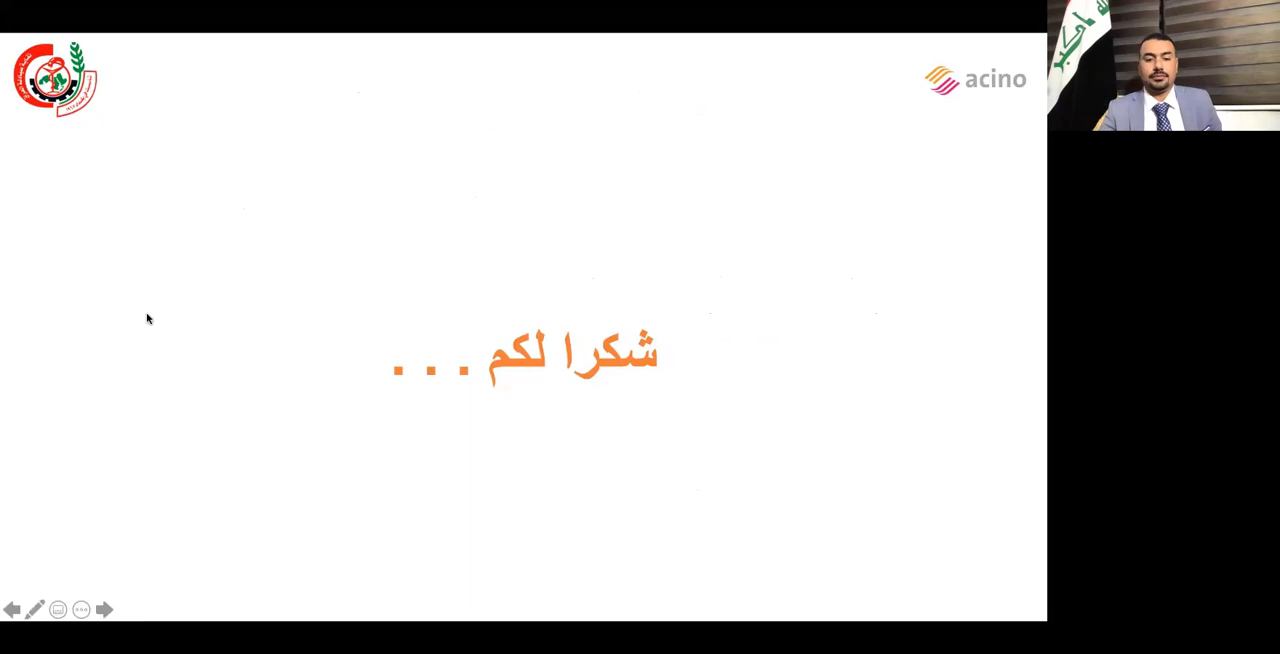 acino
شكرا لكم . . .